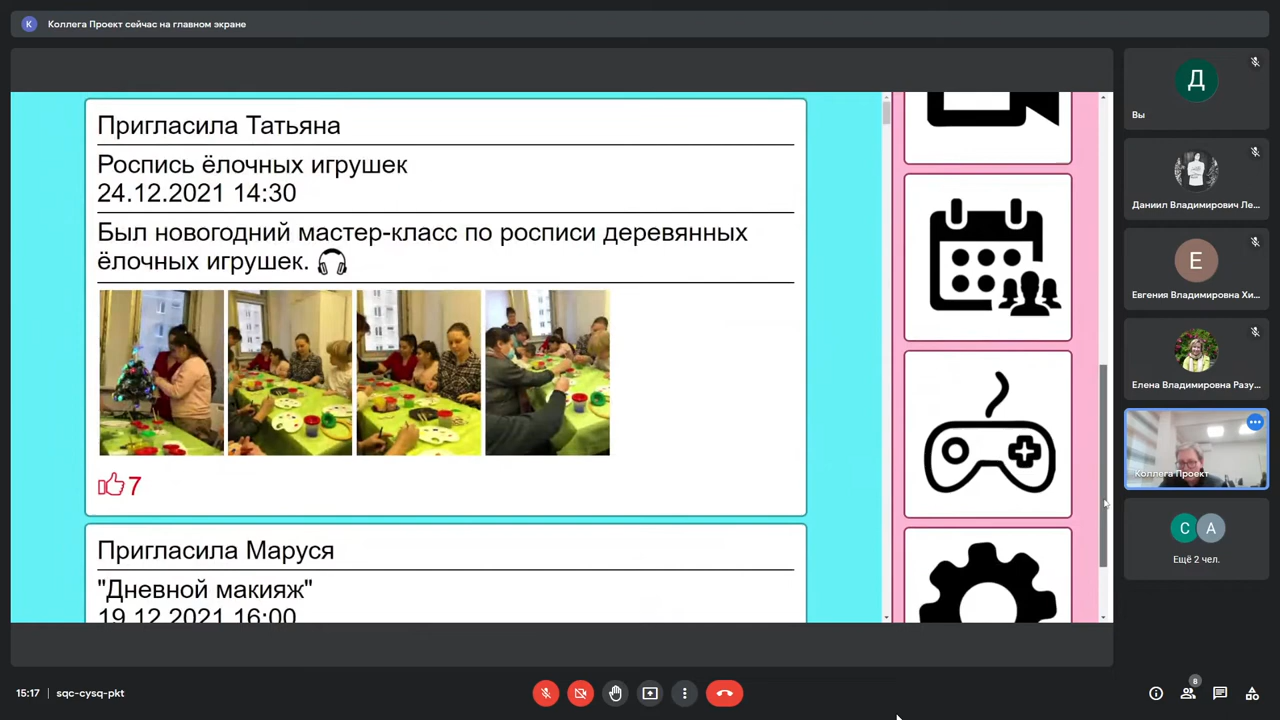 К
Коллега Проект сейчас на главном экране
Пригласила Татьяна
Роспись ёлочных игрушек
24.12.2021 14:30
Был новогодний мастер-класс по росписи деревянных
ёлочных игрушек.
7
Пригласила Маруся
"Дневной макияж"
19.12.2021 16:00
Д
Вы
Даниил Владимирович Ле...
Е
Евгения Владимировна Хи...
Елена Владимировна Разу...
Коллега Проект
С А
Ещё 2 чел.
15:17 | sqc-cysq-pkt
8